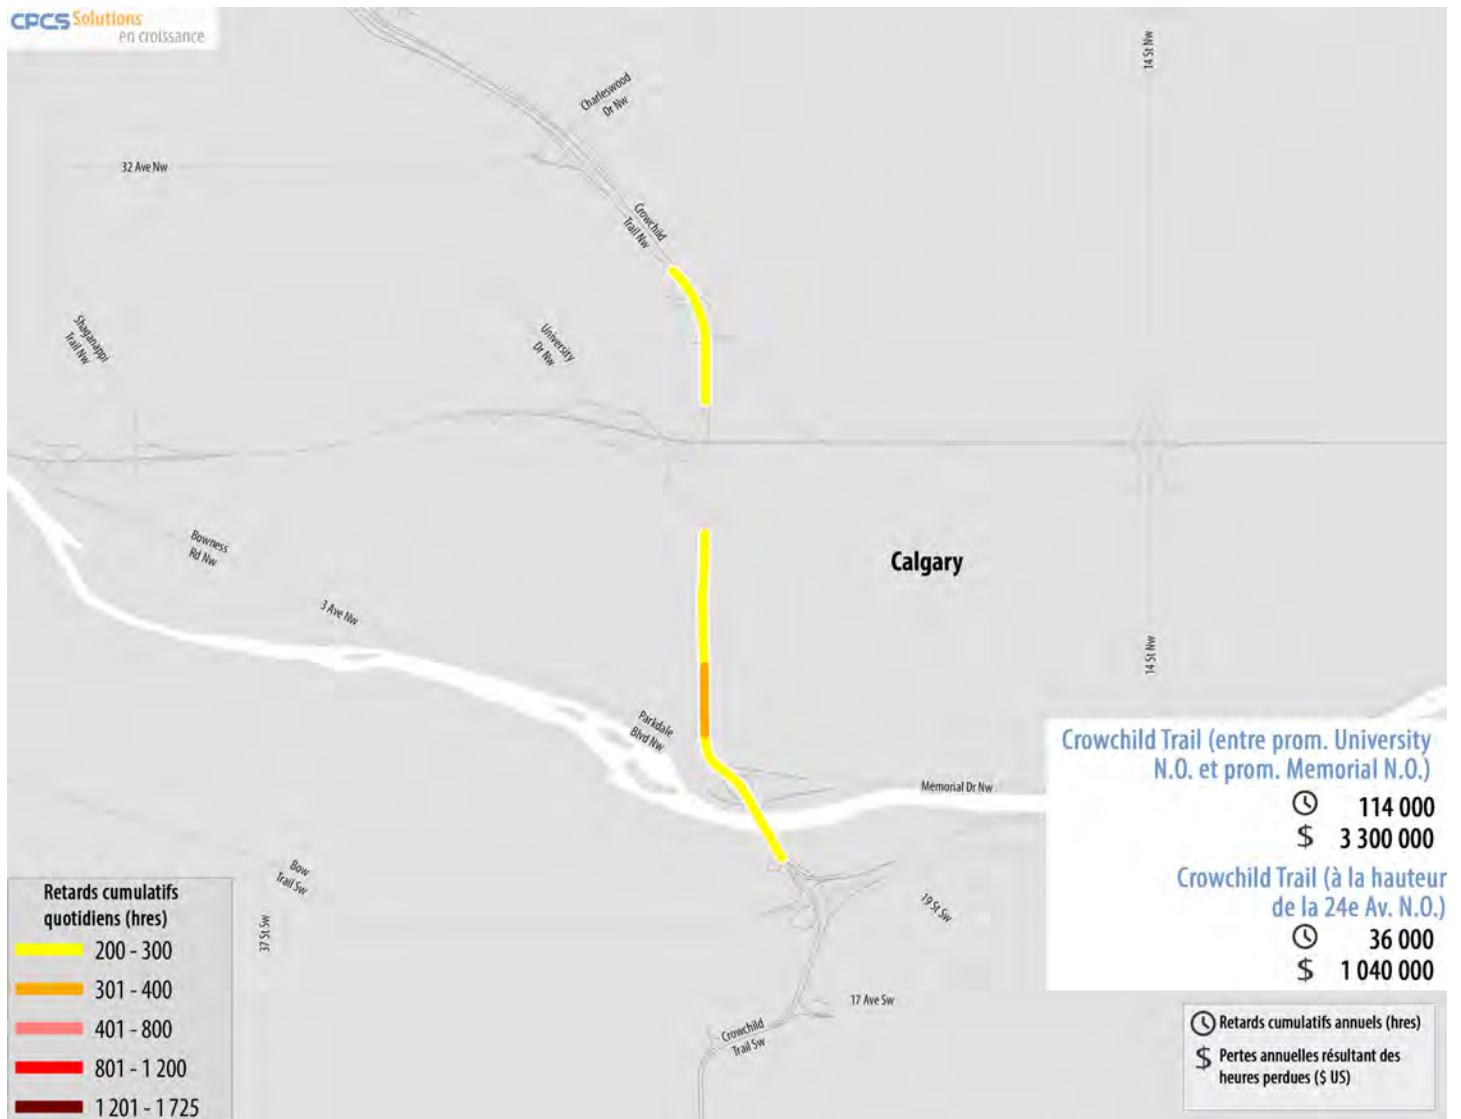 CPCS Solutions
en croissance
14 St Nw
Charleswood
Dr Nw
32 Ave Nw
Crowchild
Trail Nw
Shaganappi
Trail Nw
University
Dr Nw
Bowness
Rd Nw
Calgary
3 Ave Nw
14 St Nw
Parkdale
Blvd Nw
Memorial Dr Nw
Crowchild Trail (entre prom. University
N.O. et prom. Memorial N.O.)
114 000
$ 3 300 000
Crowchild Trail (à la hauteur
de la 24e Av. N.O.)
36 000
$ 1 040 000
Bow
Trail Sw
37 St Sw
19 St Sw
17 Ave Sw
Crowchild
Trail Sw
Retards cumulatifs
quotidiens (hres)
200 - 300
301 - 400
401 - 800
801 - 1 200
1 201 - 1 725
Retards cumulatifs annuels (hres)
$ Pertes annuelles résultant des
heures perdues ($ US)